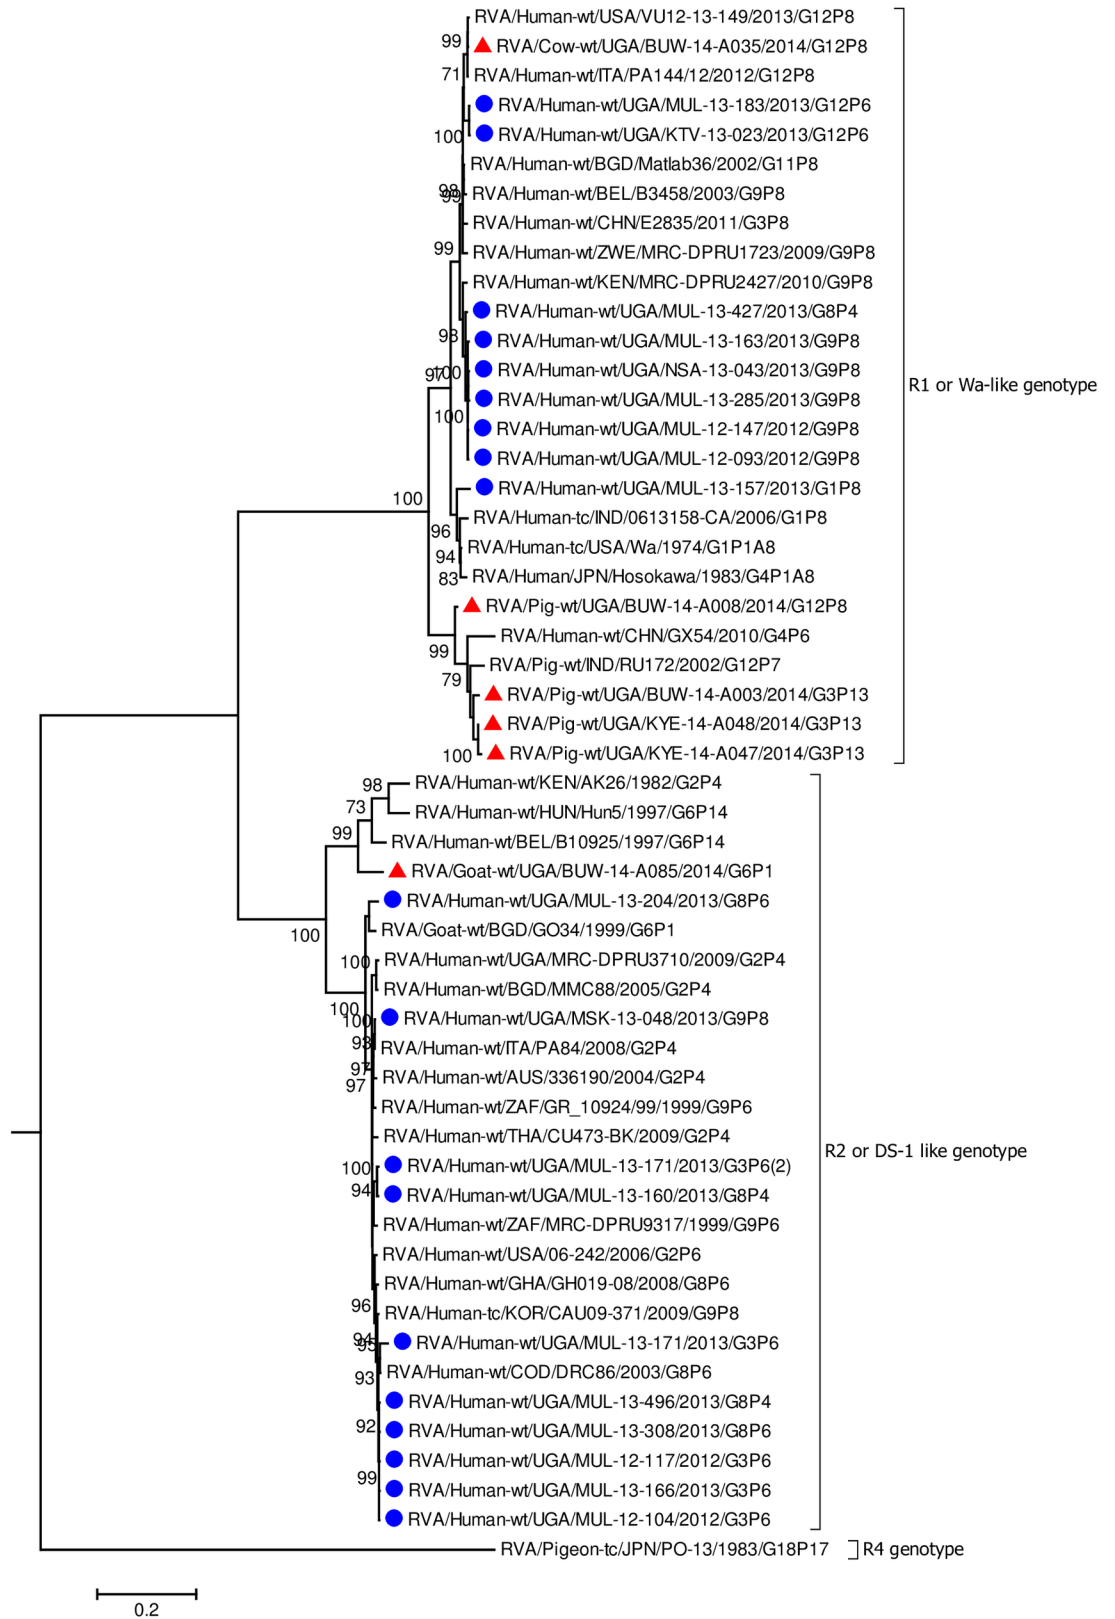 RVA/Human-wt/USA/VU12-13-149/2013/G12P8
99
RVA/Cow-wt/UGA/BUW-14-A035/2014/G12P8
71
RVA/Human-wt/ITA/PA144/12/2012/G12P8
RVA/Human-wt/UGA/MUL-13-183/2013/G12P6
100
RVA/Human-wt/UGA/KTV-13-023/2013/G12P6
RVA/Human-wt/BGD/Matlab36/2002/G11P8
98
99
RVA/Human-wt/BEL/B3458/2003/G9P8
RVA/Human-wt/CHN/E2835/2011/G3P8
99
RVA/Human-wt/ZWE/MRC-DPRU1723/2009/G9P8
RVA/Human-wt/KEN/MRC-DPRU2427/2010/G9P8
RVA/Human-wt/UGA/MUL-13-427/2013/G8P4
98
RVA/Human-wt/UGA/MUL-13-163/2013/G9P8
97
100
RVA/Human-wt/UGA/NSA-13-043/2013/G9P8
R1 or Wa-like genotype
RVA/Human-wt/UGA/MUL-13-285/2013/G9P8
100
RVA/Human-wt/UGA/MUL-12-147/2012/G9P8
RVA/Human-wt/UGA/MUL-12-093/2012/G9P8
100
RVA/Human-wt/UGA/MUL-13-157/2013/G1P8
RVA/Human-tc/IND/0613158-CA/2006/G1P8
96
RVA/Human-tc/USA/Wa/1974/G1P1A8
94
83
RVA/Human/JPN/Hosokawa/1983/G4P1A8
RVA/Pig-wt/UGA/BUW-14-A008/2014/G12P8
RVA/Human-wt/CHN/GX54/2010/G4P6
99
RVA/Pig-wt/IND/RU172/2002/G12P7
79
RVA/Pig-wt/UGA/BUW-14-A003/2014/G3P13
RVA/Pig-wt/UGA/KYE-14-A048/2014/G3P13
100
RVA/Pig-wt/UGA/KYE-14-A047/2014/G3P13
98
RVA/Human-wt/KEN/AK26/1982/G2P4
73
RVA/Human-wt/HUN/Hun5/1997/G6P14
99
RVA/Human-wt/BEL/B10925/1997/G6P14
RVA/Goat-wt/UGA/BUW-14-A085/2014/G6P1
RVA/Human-wt/UGA/MUL-13-204/2013/G8P6
100
RVA/Goat-wt/BGD/GO34/1999/G6P1
100
RVA/Human-wt/UGA/MRC-DPRU3710/2009/G2P4
RVA/Human-wt/BGD/MMC88/2005/G2P4
100
100
RVA/Human-wt/UGA/MSK-13-048/2013/G9P8
93
RVA/Human-wt/ITA/PA84/2008/G2P4
97
97
RVA/Human-wt/AUS/336190/2004/G2P4
RVA/Human-wt/ZAF/GR_10924/99/1999/G9P6
RVA/Human-wt/THA/CU473-BK/2009/G2P4
R2 or DS-1 like genotype
100
RVA/Human-wt/UGA/MUL-13-171/2013/G3P6(2)
94
RVA/Human-wt/UGA/MUL-13-160/2013/G8P4
RVA/Human-wt/ZAF/MRC-DPRU9317/1999/G9P6
RVA/Human-wt/USA/06-242/2006/G2P6
RVA/Human-wt/GHA/GH019-08/2008/G8P6
96
RVA/Human-tc/KOR/CAU09-371/2009/G9P8
94
95
RVA/Human-wt/UGA/MUL-13-171/2013/G3P6
93
RVA/Human-wt/COD/DRC86/2003/G8P6
RVA/Human-wt/UGA/MUL-13-496/2013/G8P4
92
RVA/Human-wt/UGA/MUL-13-308/2013/G8P6
RVA/Human-wt/UGA/MUL-12-117/2012/G3P6
99
RVA/Human-wt/UGA/MUL-13-166/2013/G3P6
RVA/Human-wt/UGA/MUL-12-104/2012/G3P6
RVA/Pigeon-tc/JPN/PO-13/1983/G18P17
R4 genotype
0.2